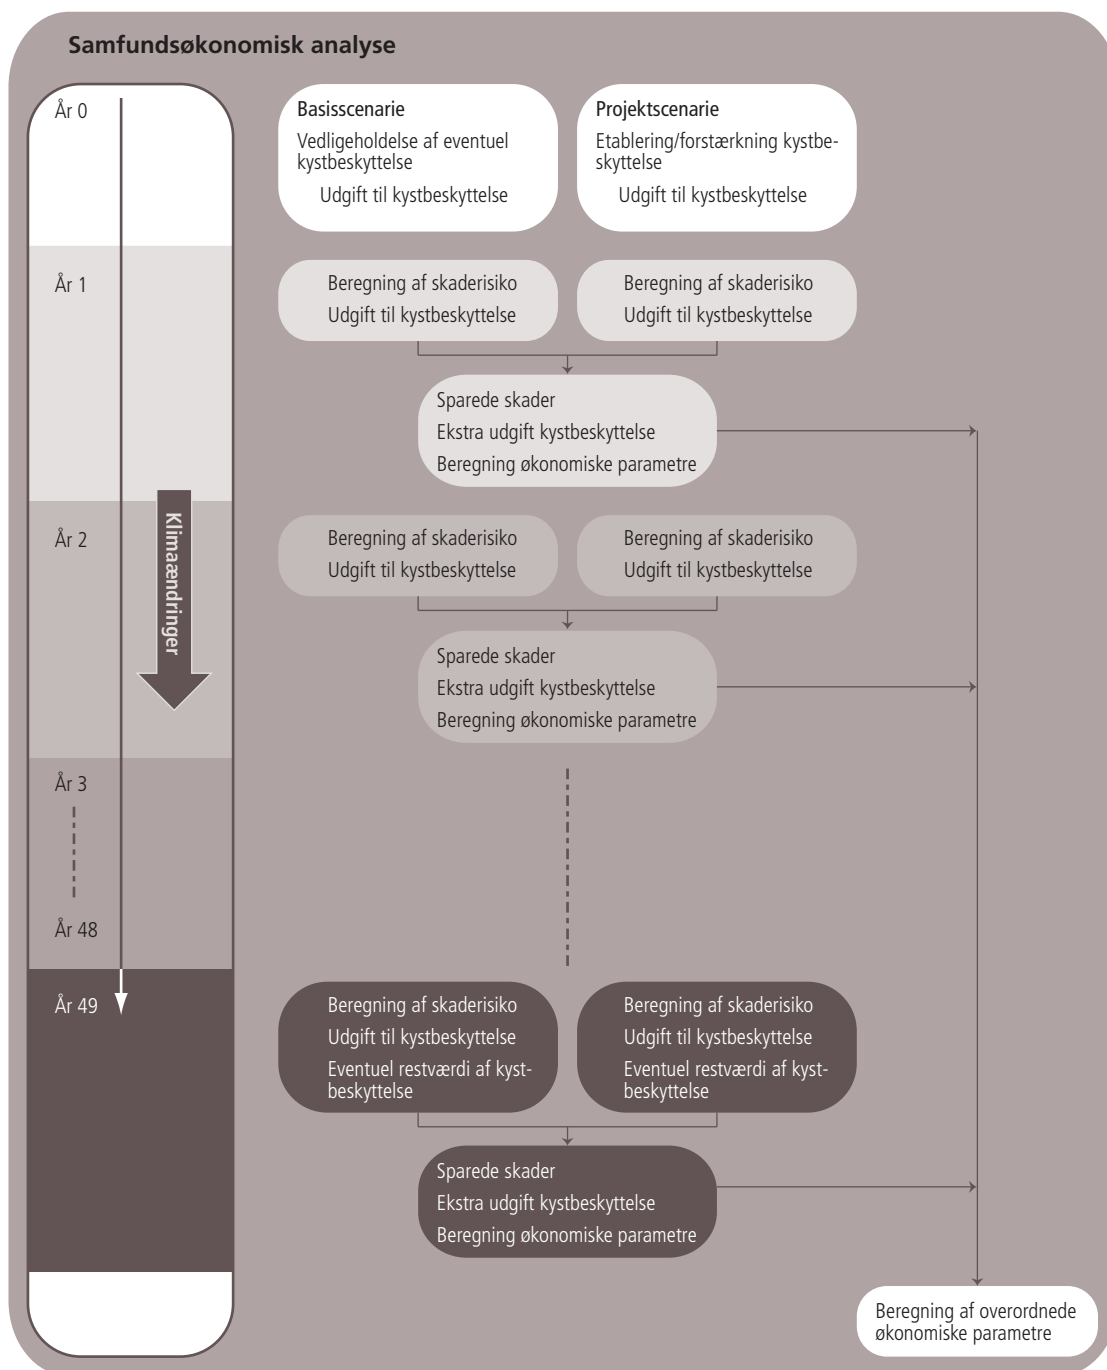 Samfundsøkonomisk analyse
År 0
Basisscenarie
Vedligeholdelse af eventuel
kystbeskyttelse
Udgift til kystbeskyttelse
Projektscenarie
Etablering/forstærkning kystbe-
skyttelse
Udgift til kystbeskyttelse
År 1
Beregning af skaderisiko
Udgift til kystbeskyttelse
Beregning af skaderisiko
Udgift til kystbeskyttelse
Sparede skader
Ekstra udgift kystbeskyttelse
Beregning økonomiske parametre
Klimaændringer
År 2
Beregning af skaderisiko
Udgift til kystbeskyttelse
Beregning af skaderisiko
Udgift til kystbeskyttelse
Sparede skader
Ekstra udgift kystbeskyttelse
Beregning økonomiske parametre
År 3
År 48
År 49
Beregning af skaderisiko
Udgift til kystbeskyttelse
Eventuel restværdi af kyst-
beskyttelse
Beregning af skaderisiko
Udgift til kystbeskyttelse
Eventuel restværdi af kyst-
beskyttelse
Sparede skader
Ekstra udgift kystbeskyttelse
Beregning økonomiske parametre
Beregning af overordnede
økonomiske parametre